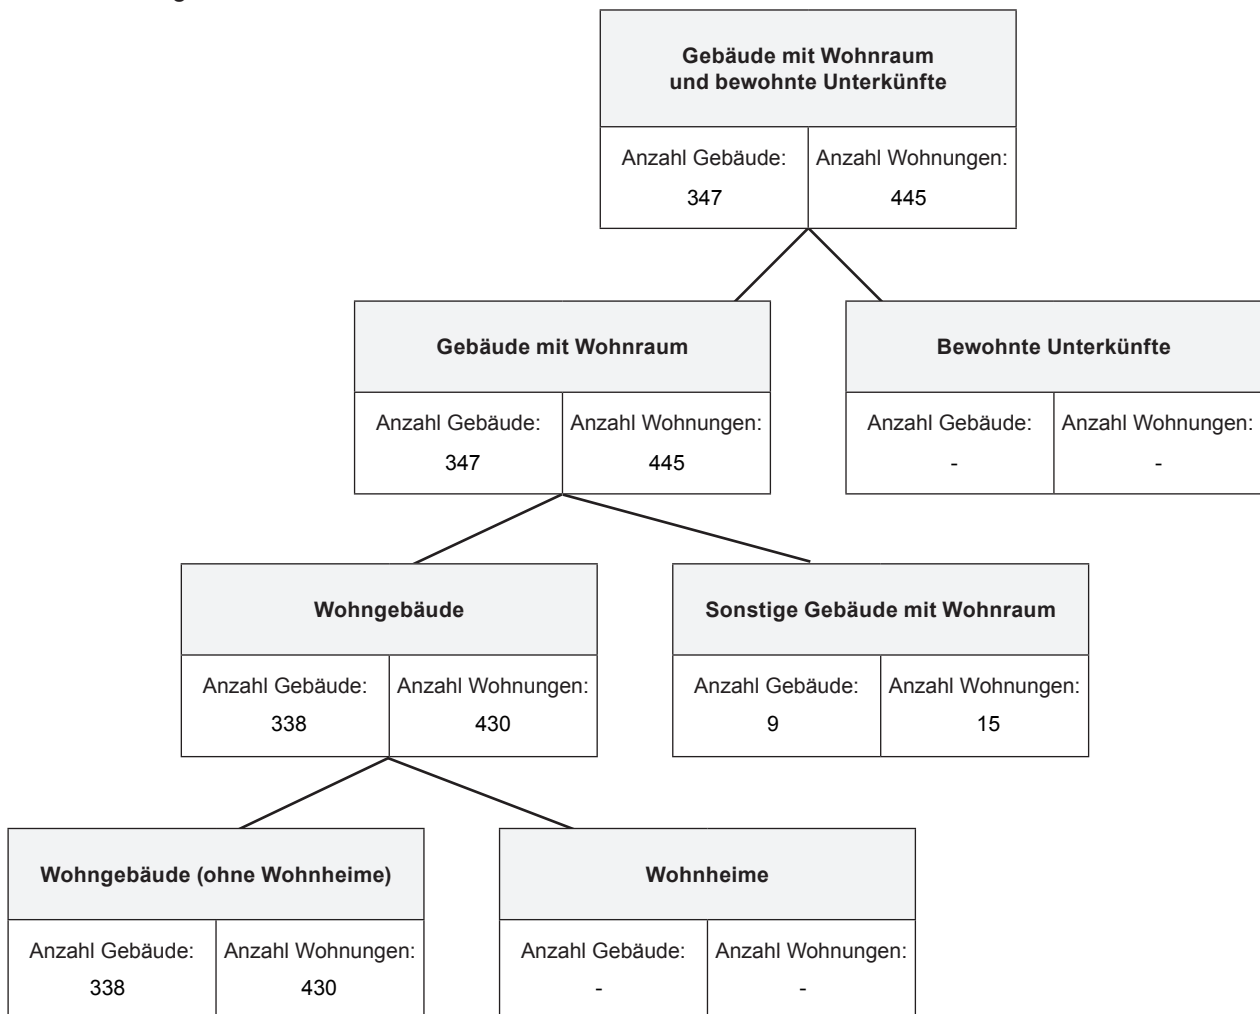 Gebäude mit Wohnraum
und bewohnte Unterkünfte
Anzahl Gebäude: Anzahl Wohnungen:
347 445
Gebäude mit Wohnraum
Bewohnte Unterkünfte
Anzahl Gebäude: Anzahl Wohnungen:
347 445
Anzahl Gebäude: Anzahl Wohnungen:
- -
Wohngebäude
Sonstige Gebäude mit Wohnraum
Anzahl Gebäude: Anzahl Wohnungen:
338 430
Anzahl Gebäude: Anzahl Wohnungen:
9 15
Wohngebäude (ohne Wohnheime)
Wohnheime
Anzahl Gebäude: Anzahl Wohnungen:
338 430
Anzahl Gebäude: Anzahl Wohnungen:
- -